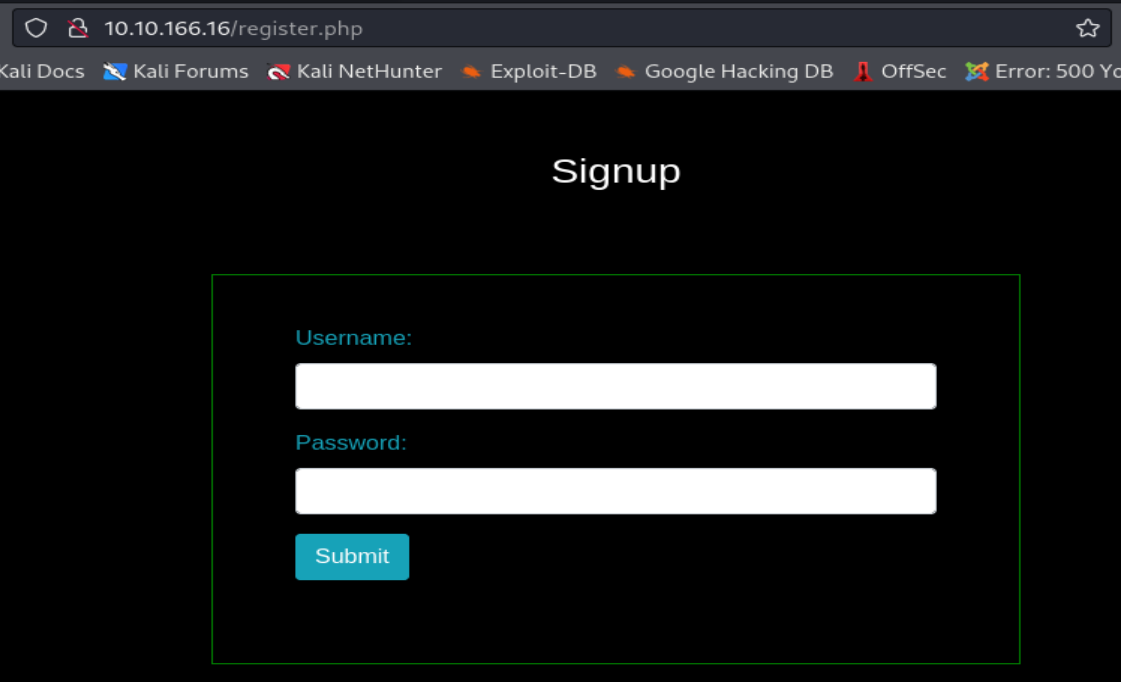 10.10.166.16/register.php
Kali Docs Kali Forums Kali NetHunter Exploit-DB Google Hacking DB OffSec Error: 500 Yo
Signup
Username:
Password:
Submit